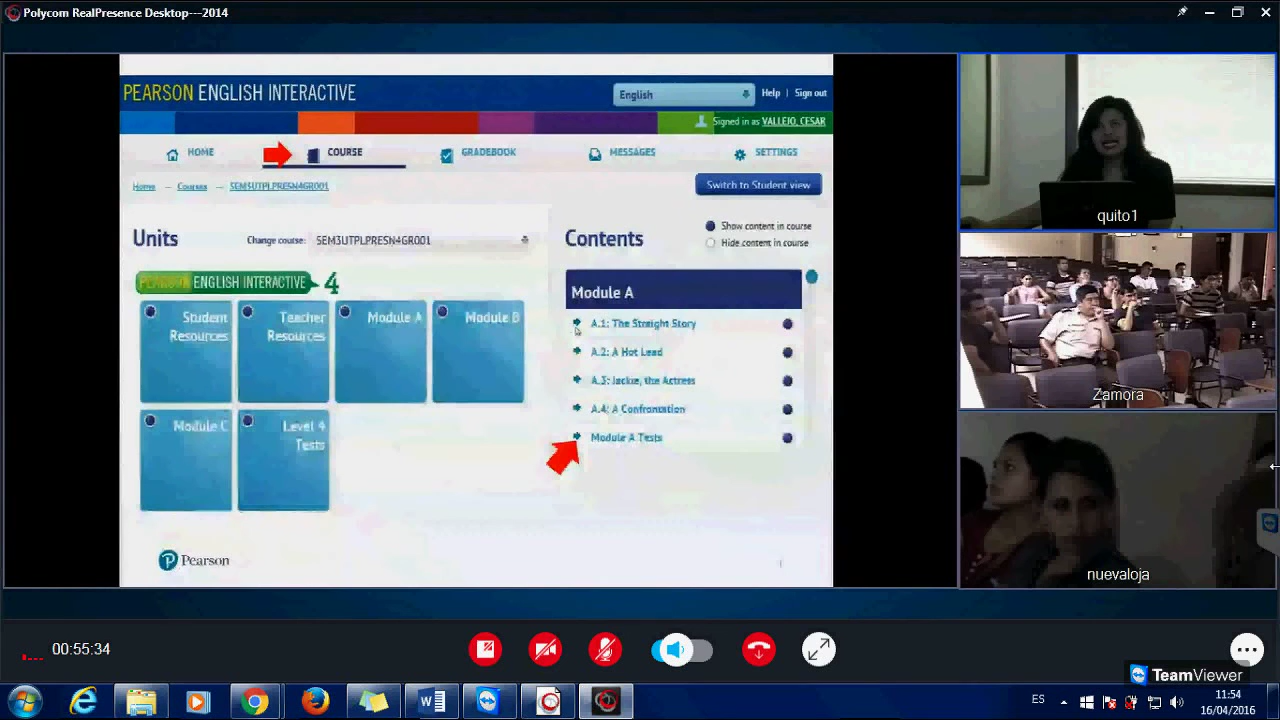 Polycom RealPresence Desktop---2014
PEARSON ENGLISH INTERACTIVE
English
Help | Sign out
Signed in as VALLEJO, CESAR
HOME
COURSE
GRADEBOOK
MESSAGES
SETTINGS
Home — Courses — SEM3UTPLPRESN4GR001
Switch to Student view
Units
Change course: SEM3UTPLPRESN4GR001
PEARSON ENGLISH INTERACTIVE 4
Student Resources
Teacher Resources
Module A
Module B
Module C
Level 4 Tests
Contents
Show content in course
Hide content in course
Module A
A.1: The Straight Story
A.2: A Hot Lead
A.3: Jackie, the Actress
A.4: A Confrontation
Module A Tests
Pearson
quito1
Zamora
nuevaloja
00:55:34
TeamViewer
ES
11:54
16/04/2016